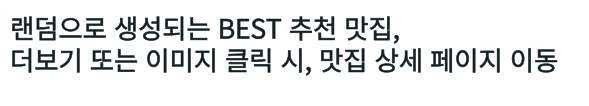 랜덤으로 생성되는 BEST 추천 맛집,
더보기 또는 이미지 클릭 시, 맛집 상세 페이지 이동